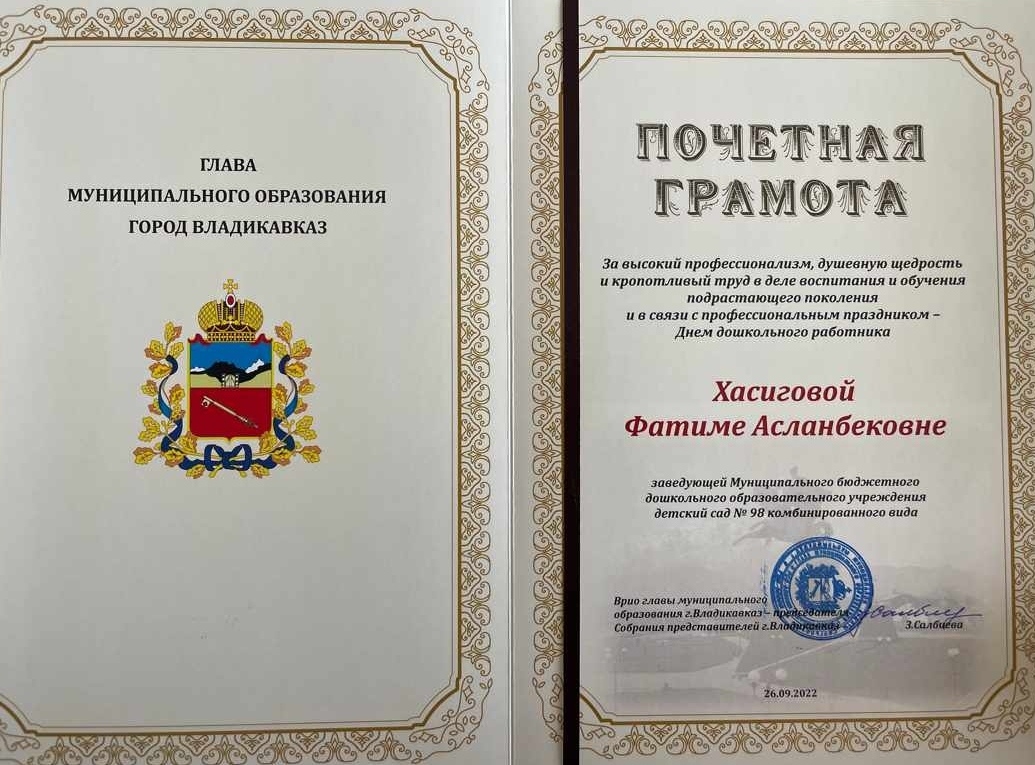 ГЛАВА
МУНИЦИПАЛЬНОГО ОБРАЗОВАНИЯ
ГОРОД ВЛАДИКАВКАЗ
ПОЧЕТНАЯ
ГРАМОТА
За высокий профессионализм, душевную щедрость
и кропотливый труд в деле воспитания и обучения
подрастающего поколения
и в связи с профессиональным праздником –
Днем дошкольного работника
Хасиговой
Фатиме Асланбековне
заведующей Муниципального бюджетного
дошкольного образовательного учреждения
детский сад № 98 комбинированного вида
Врио главы муниципального
образования г.Владикавказ – председателя
Собрания представителей г.Владикавказ
З.Салбиева
26.09.2022